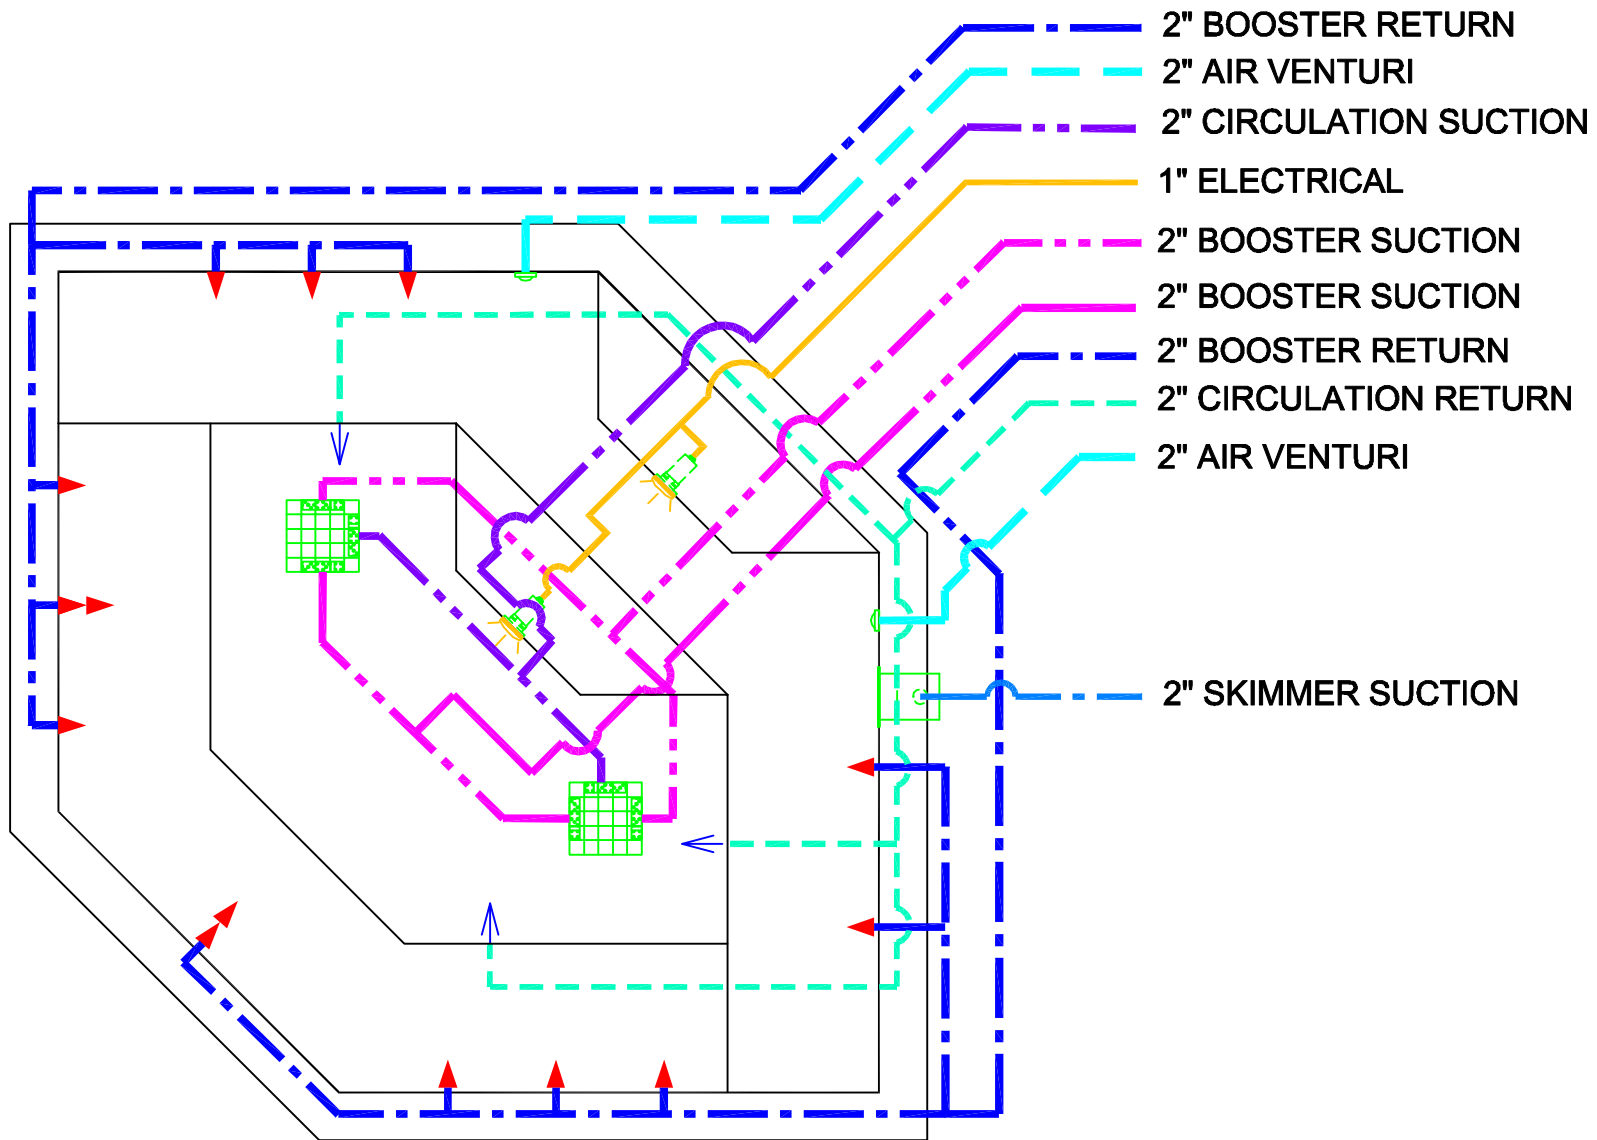 2" BOOSTER RETURN
2" AIR VENTURI
2" CIRCULATION SUCTION
1" ELECTRICAL
2" BOOSTER SUCTION
2" BOOSTER SUCTION
2" BOOSTER RETURN
2" CIRCULATION RETURN
2" AIR VENTURI
2" SKIMMER SUCTION